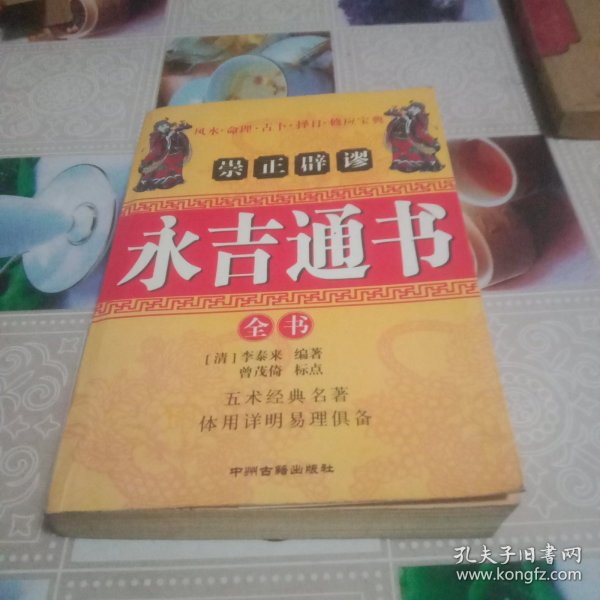 风水·命理·占卜·择日·修应宝典
崇正辟谬
永吉通书
全书
[清]李泰来 编著
曾茂倚 标点
五术经典名著
体用详明易理俱备
中州古籍出版社
孔夫子旧书网
www.kongfz.com